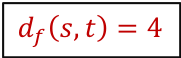 d_f(s, t) = 4